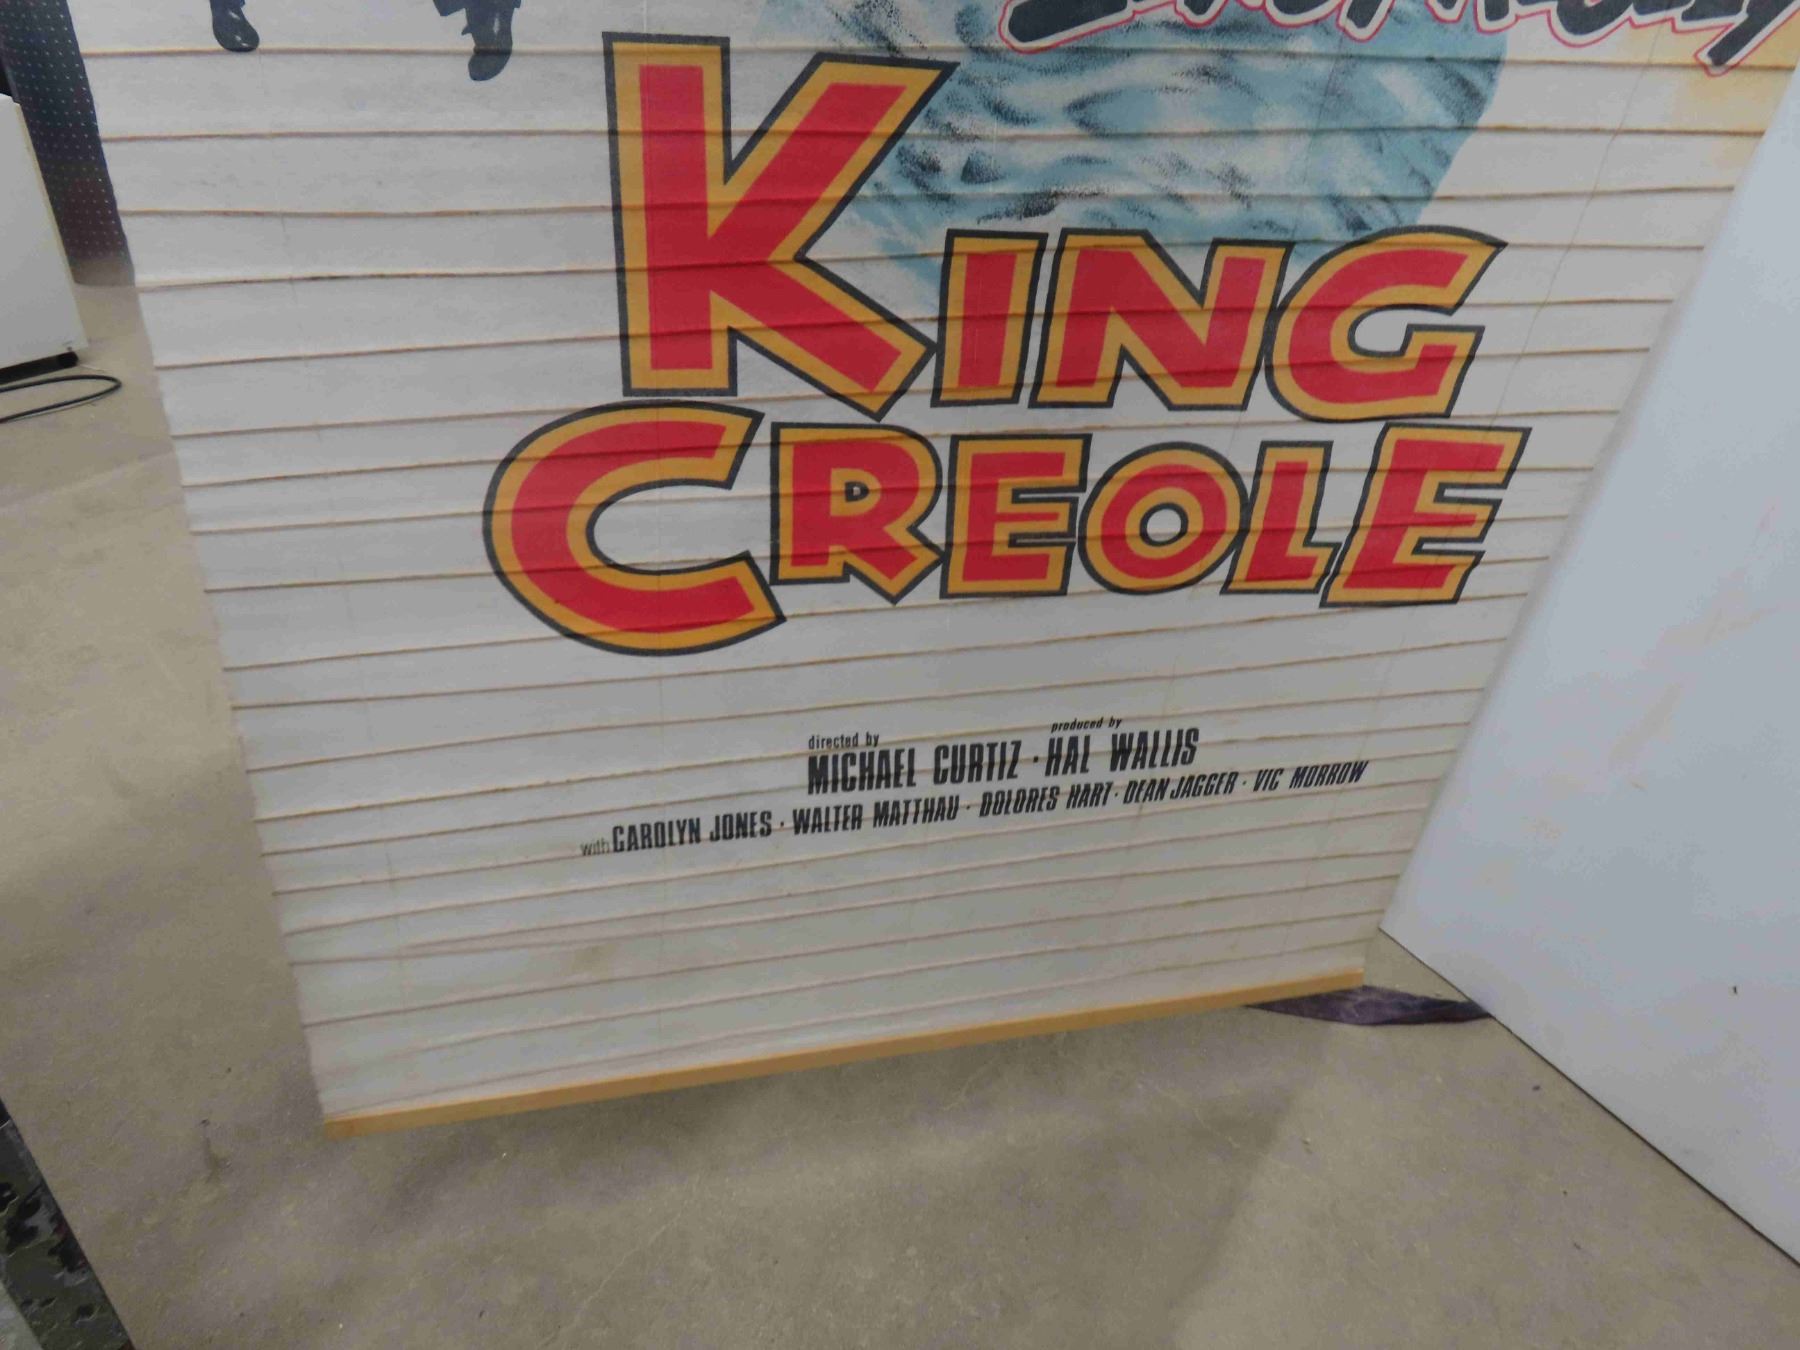 KING
CREOLE
directed by produced by
MICHAEL CURTIZ · HAL WALLIS
with CAROLYN JONES · WALTER MATTHAU · DOLORES HART · DEAN JAGGER · VIC MORROW